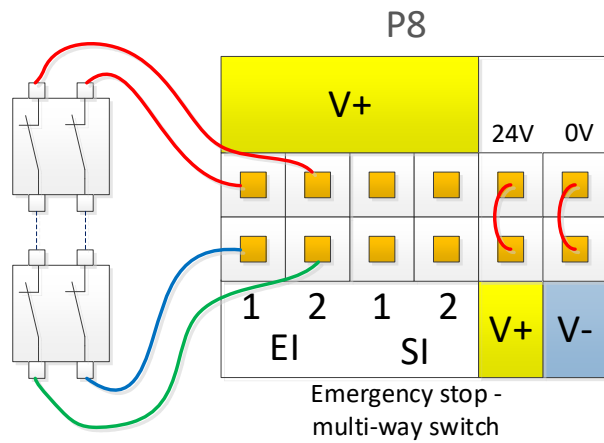 P8
V+
24V 0V
1 2 1 2
EI SI
V+ V-
Emergency stop -
multi-way switch